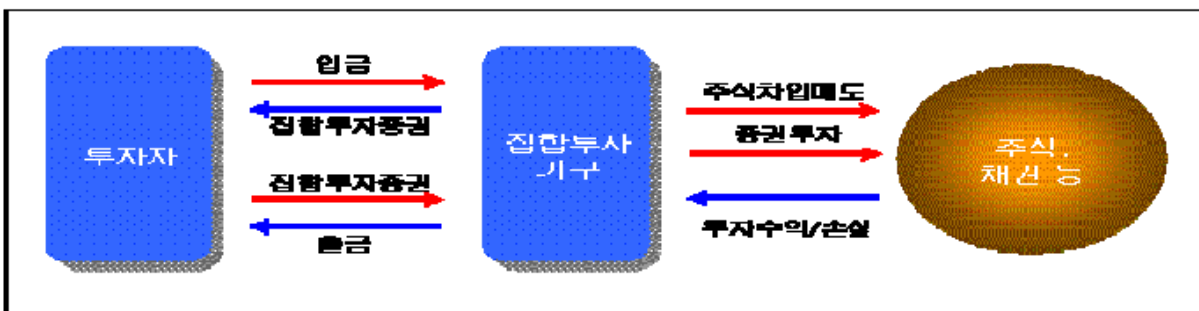 투자자
입금
집합투자증권
집합투자증권
출금
집합투자
기구
주식차입매도
증권투자
투자수익/손실
주식,
채권 등